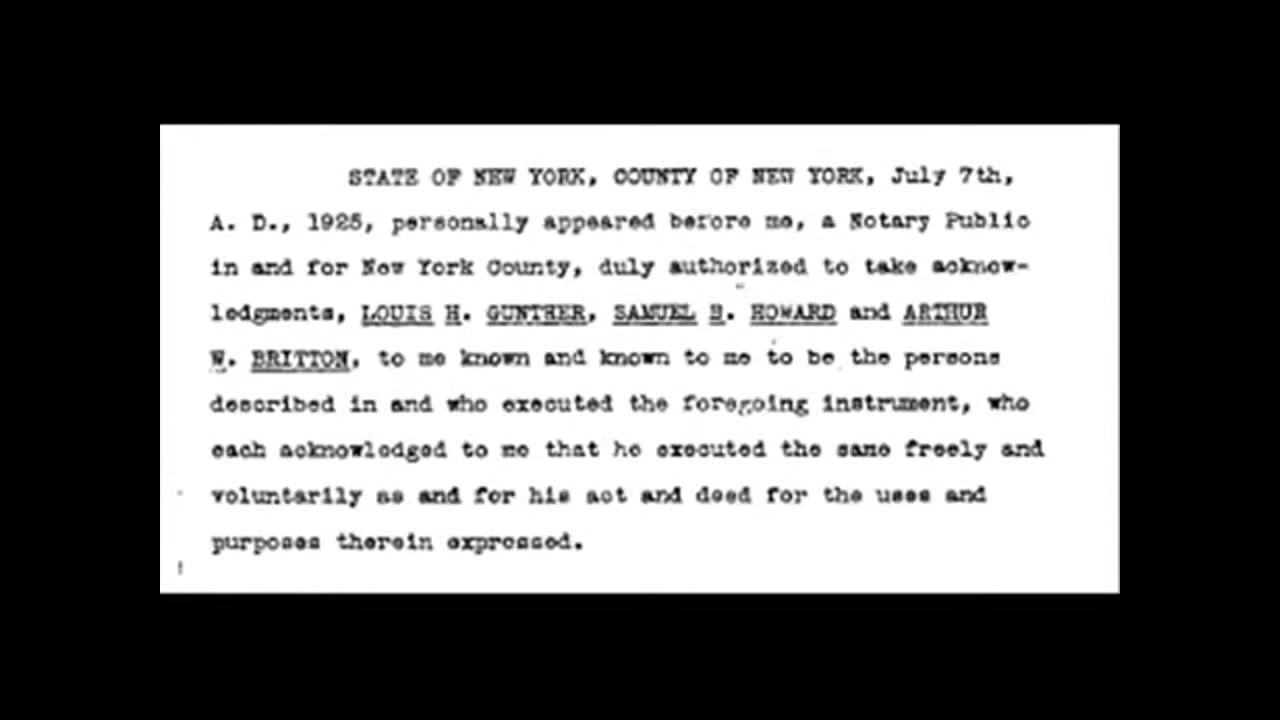 STATE OF NEW YORK, COUNTY OF NEW YORK, July 7th,
A. D., 1925, personally appeared before me, a Notary Public
in and for New York County, duly authorized to take acknow-
ledgments, LOUIS H. GUNTHER, SAMUEL B. HOWARD and ARTHUR
W. BRITTON, to me known and known to me to be the persons
described in and who executed the foregoing instrument, who
each acknowledged to me that he executed the same freely and
voluntarily as and for his act and deed for the uses and
purposes therein expressed.